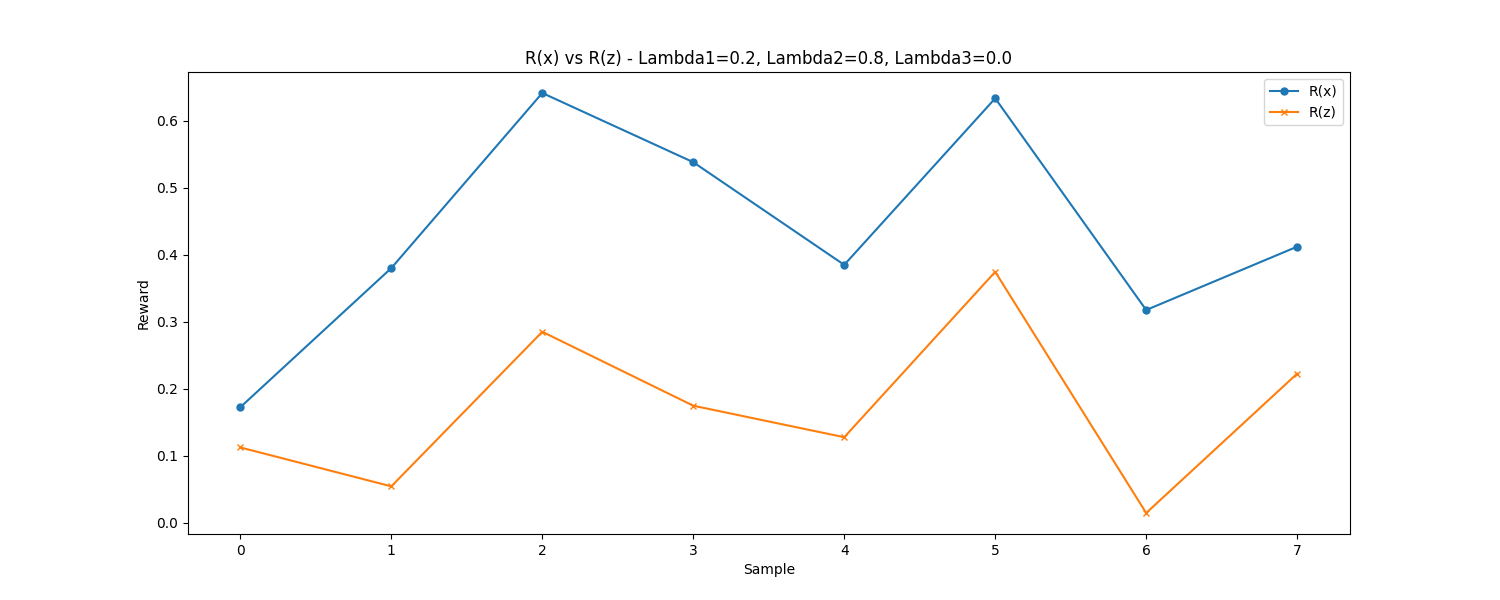 R(x) vs R(z) - Lambda1=0.2, Lambda2=0.8, Lambda3=0.0
R(x)
R(z)
0.6
0.5
0.4
0.3
0.2
0.1
0.0
Reward
0 1 2 3 4 5 6 7
Sample